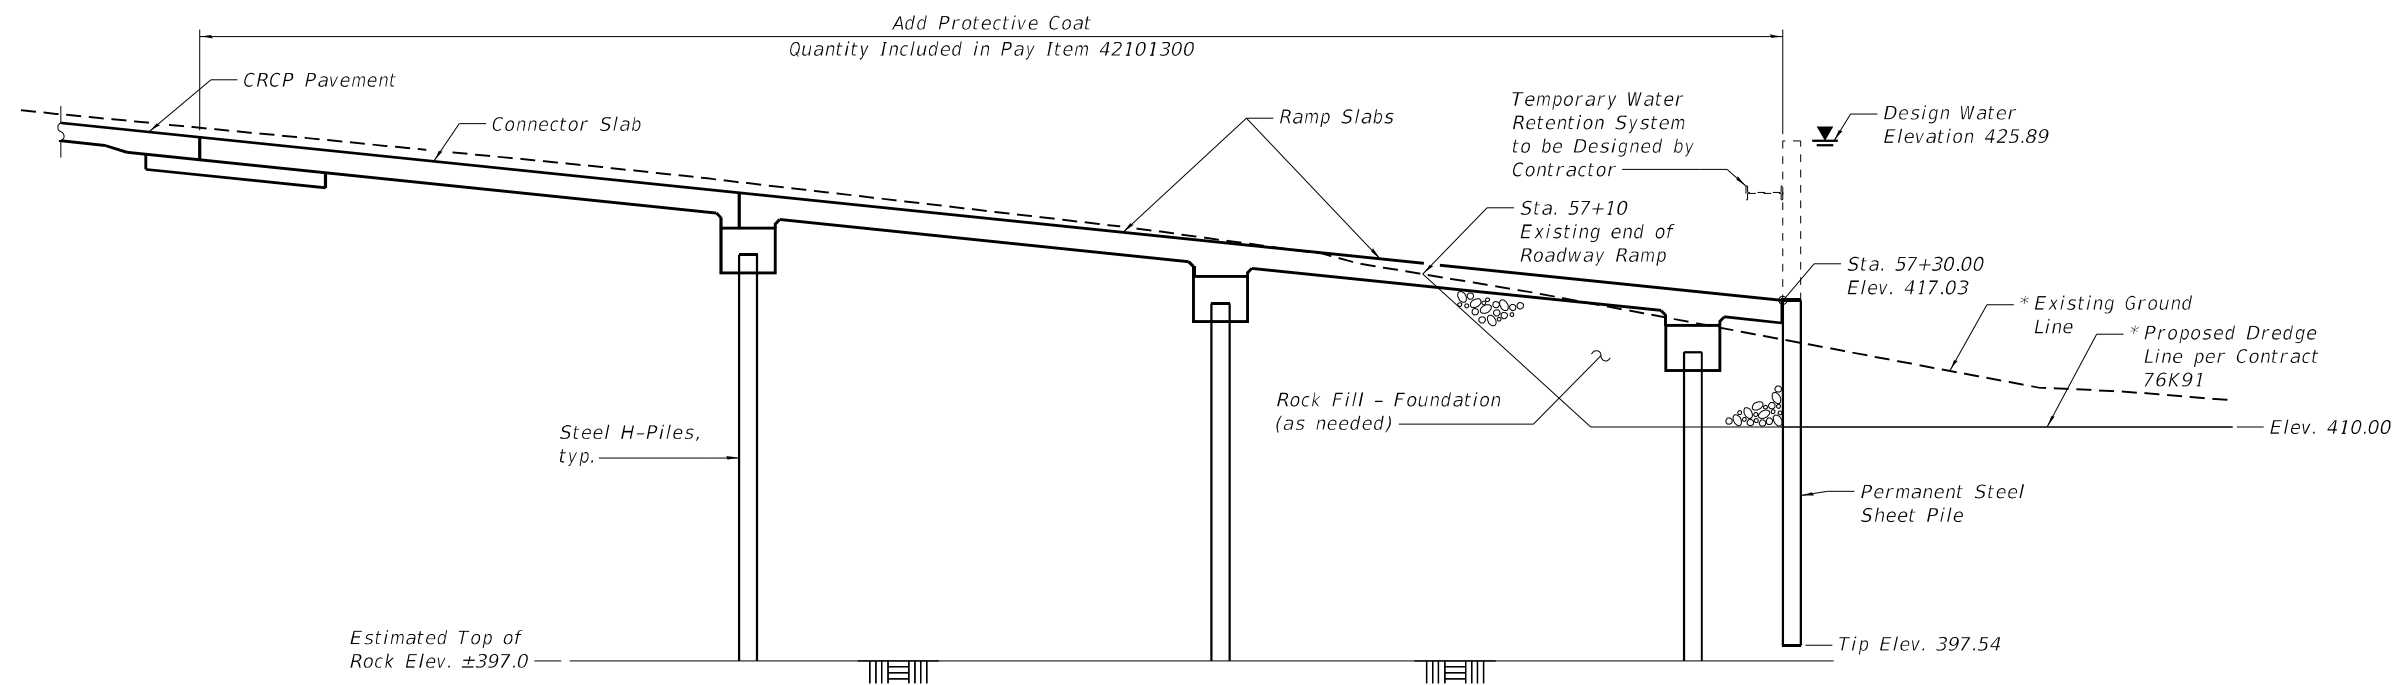 Add Protective Coat
Quantity Included in Pay Item 42101300
CRCP Pavement
Connector Slab
Ramp Slabs
Temporary Water
Retention System
to be Designed by
Contractor
Design Water
Elevation 425.89
Sta. 57+10
Existing end of
Roadway Ramp
Sta. 57+30.00
Elev. 417.03
*Existing Ground
Line
*Proposed Dredge
Line per Contract
76K91
Rock Fill - Foundation
(as needed)
Elev. 410.00
Steel H-Piles,
typ.
Permanent Steel
Sheet Pile
Estimated Top of
Rock Elev. ±397.0
Tip Elev. 397.54